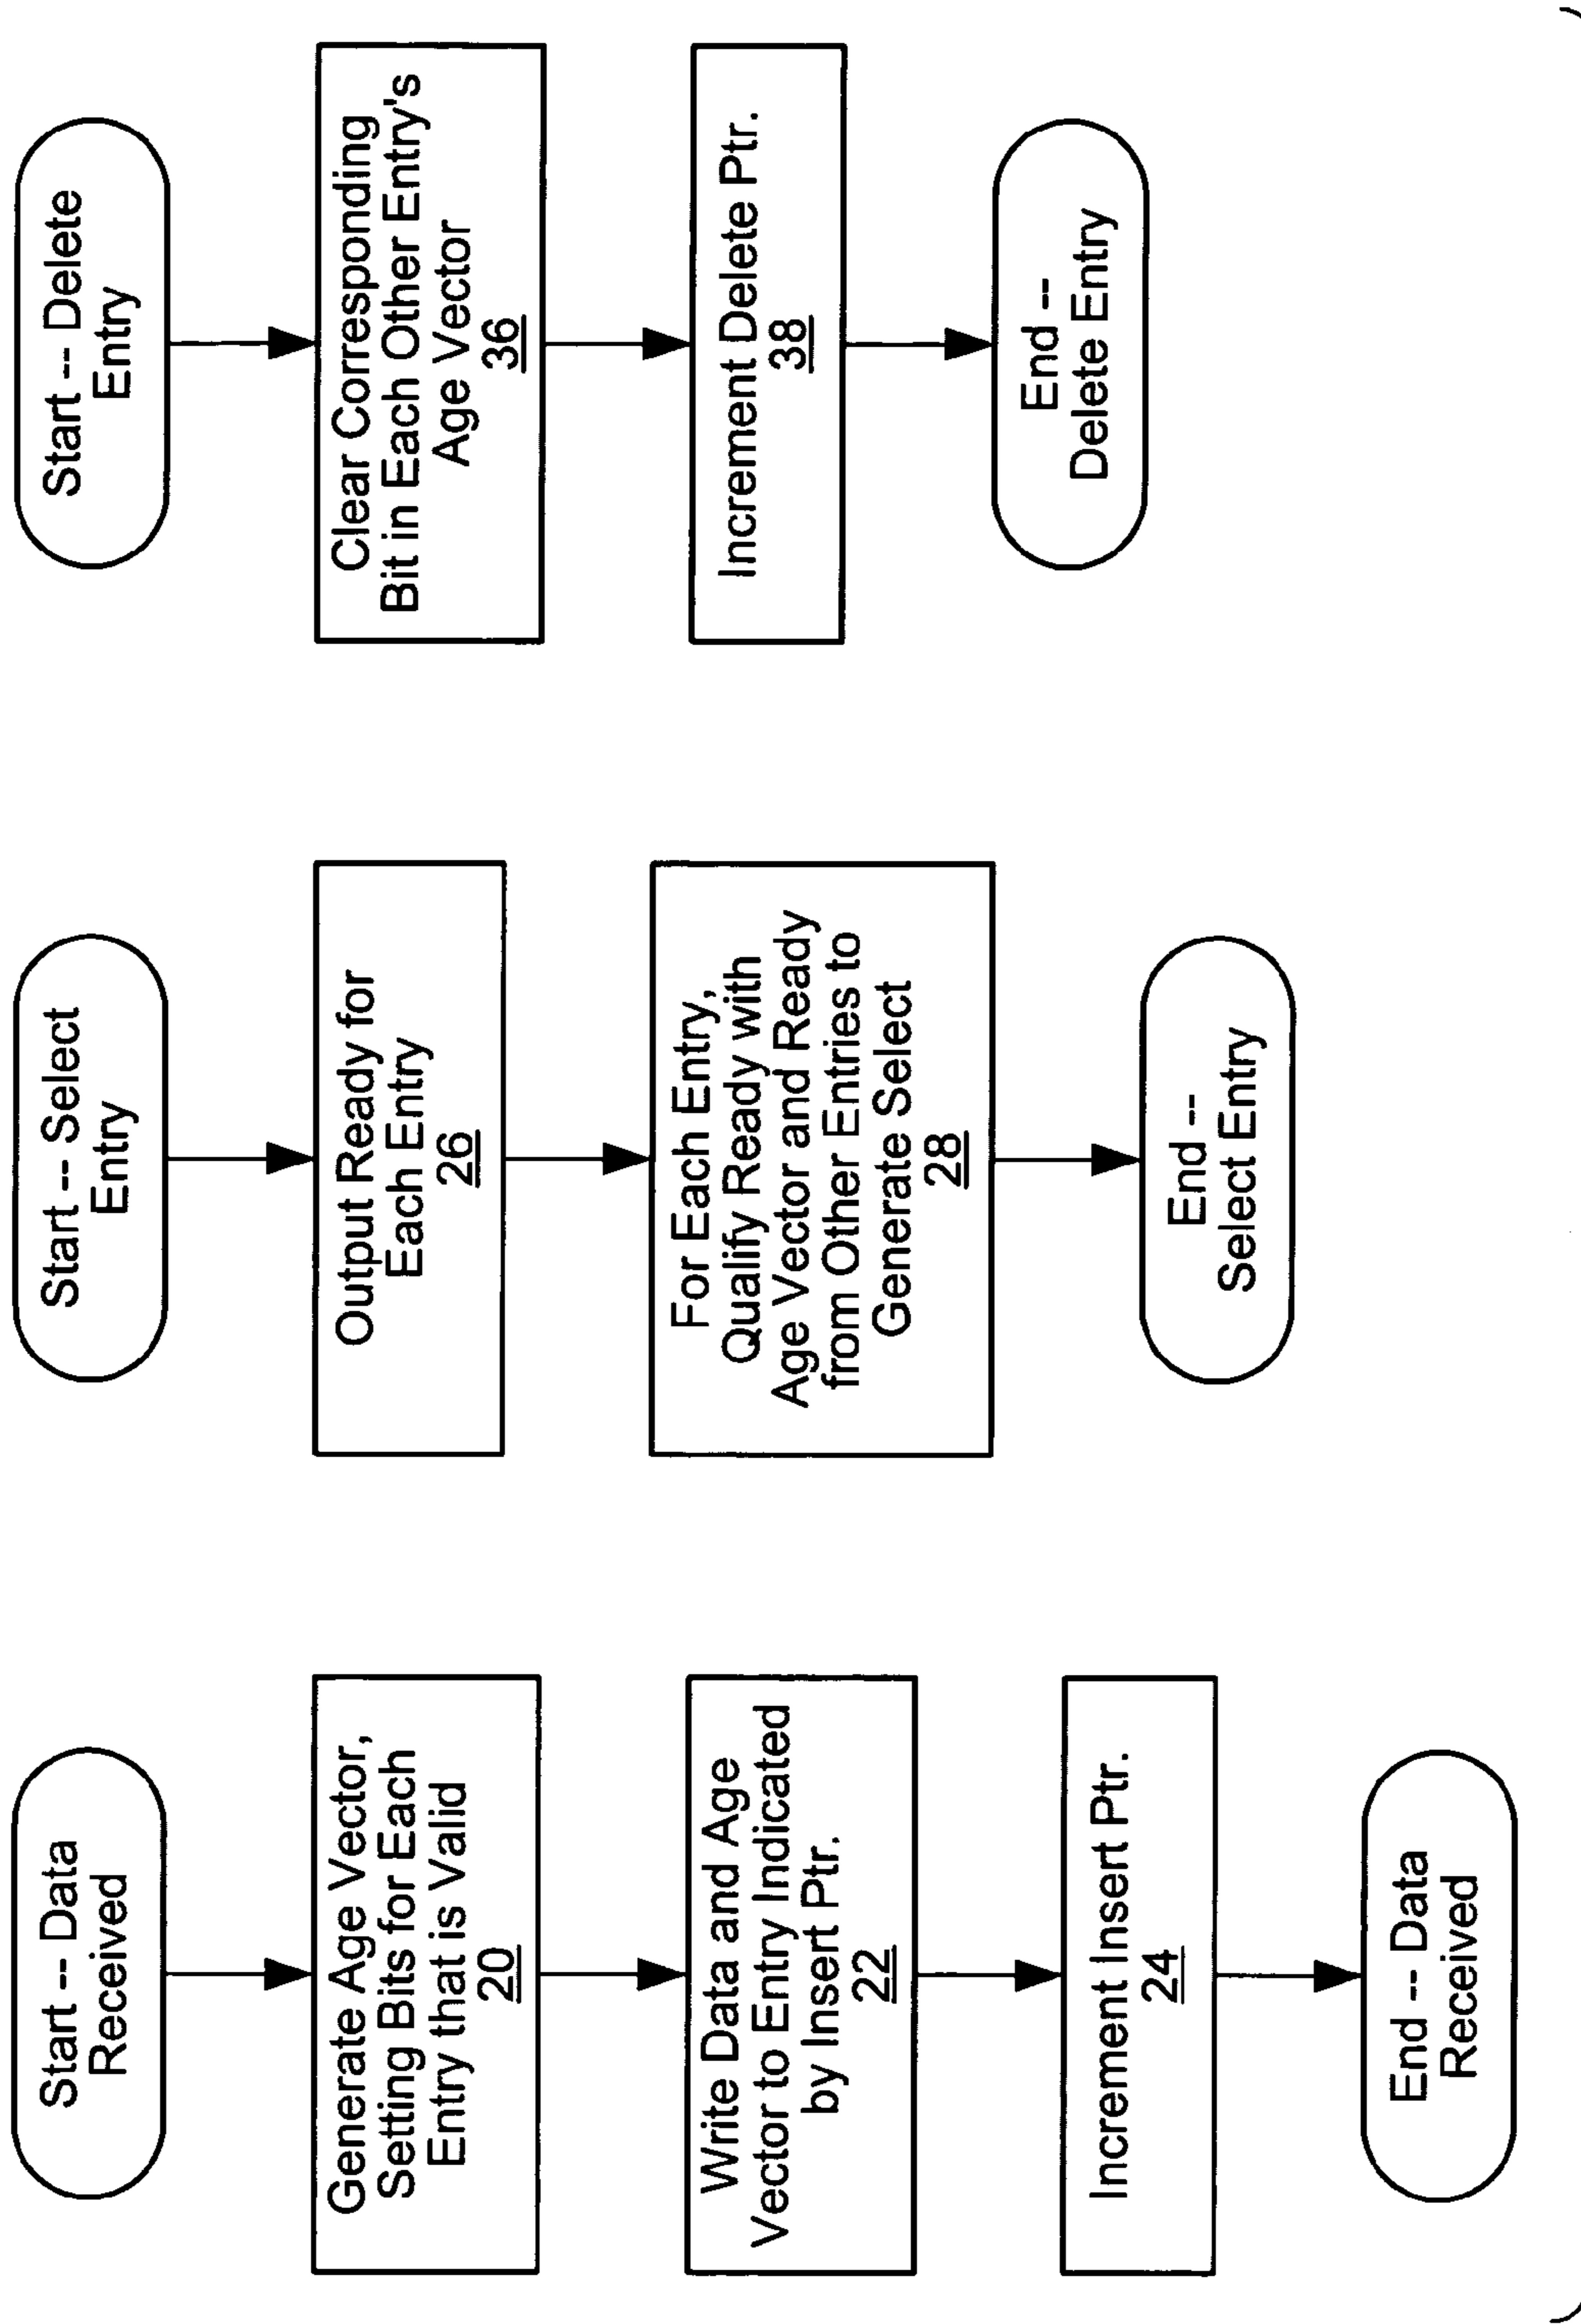 Start -- Data
Received
Generate Age Vector,
Setting Bits for Each
Entry that is Valid
20
Write Data and Age
Vector to Entry Indicated
by Insert Ptr.
22
Increment Insert Ptr.
24
End -- Data
Received
Start -- Select
Entry
Output Ready for
Each Entry
26
For Each Entry,
Qualify Ready with
Age Vector and Ready
from Other Entries to
Generate Select
28
End --
Select Entry
Start -- Delete
Entry
Clear Corresponding
Bit in Each Other Entry's
Age Vector
36
Increment Delete Ptr.
38
End --
Delete Entry